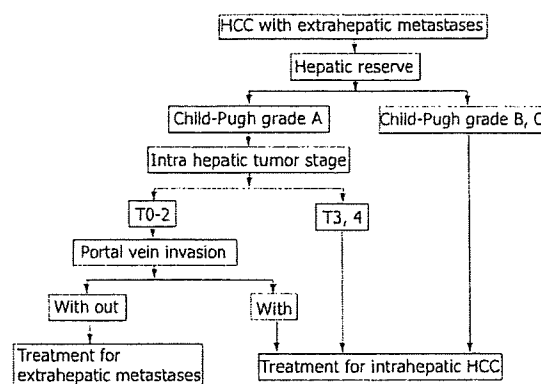 HCC with extrahepatic metastases
Hepatic reserve
Child-Pugh grade A
Child-Pugh grade B, C
Intra hepatic tumor stage
T0-2
T3, 4
Portal vein invasion
With out
With
Treatment for
extrahepatic metastases
Treatment for intrahepatic HCC